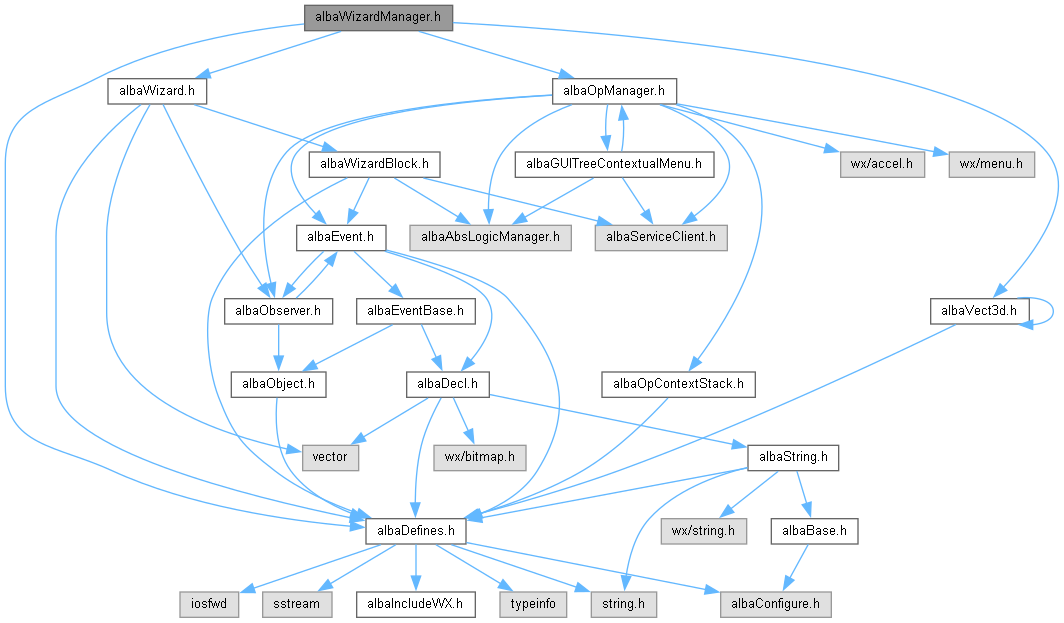 albaWizardManager.h
albaWizard.h
albaOpManager.h
albaWizardBlock.h
albaGUITreeContextualMenu.h
wx/accel.h
wx/menu.h
albaEvent.h
albaAbsLogicManager.h
albaServiceClient.h
albaObserver.h
albaEventBase.h
albaVect3d.h
albaObject.h
albaDecl.h
albaOpContextStack.h
vector
wx/bitmap.h
albaString.h
albaDefines.h
wx/string.h
albaBase.h
iosfwd
sstream
albaIncludeWX.h
typeinfo
string.h
albaConfigure.h